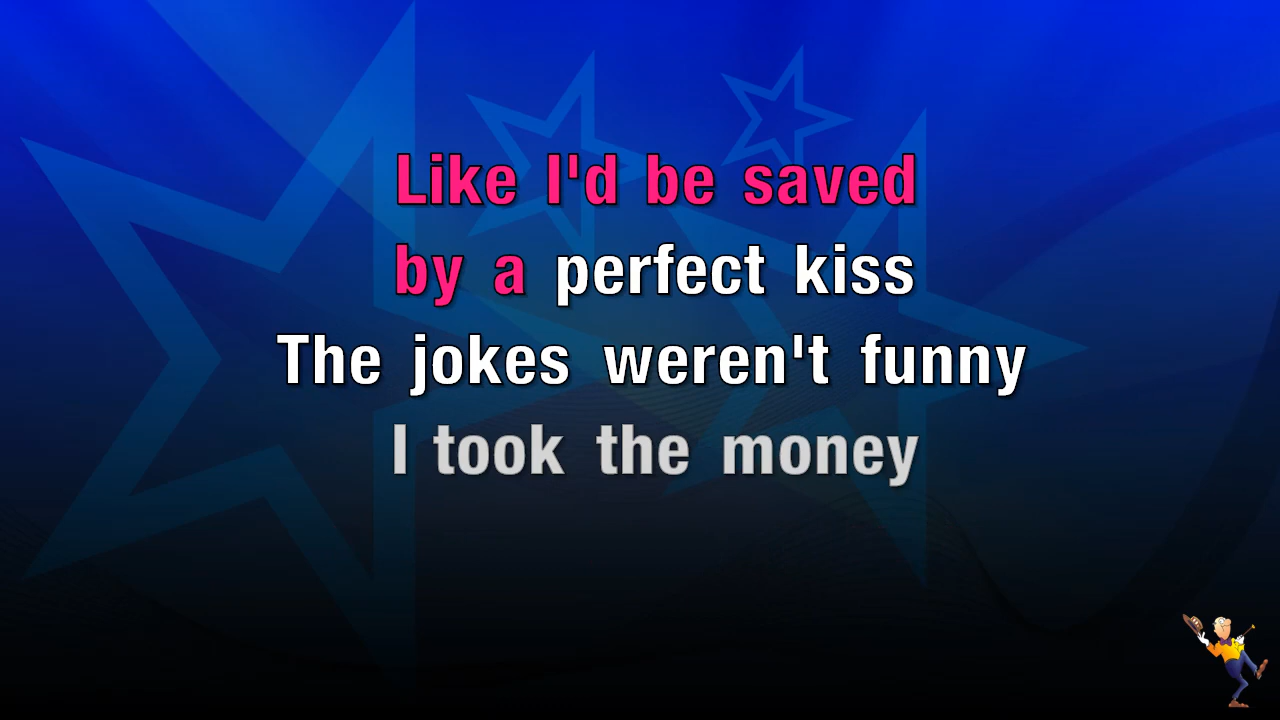 Like I'd be saved
by a perfect kiss
The jokes weren't funny
I took the money